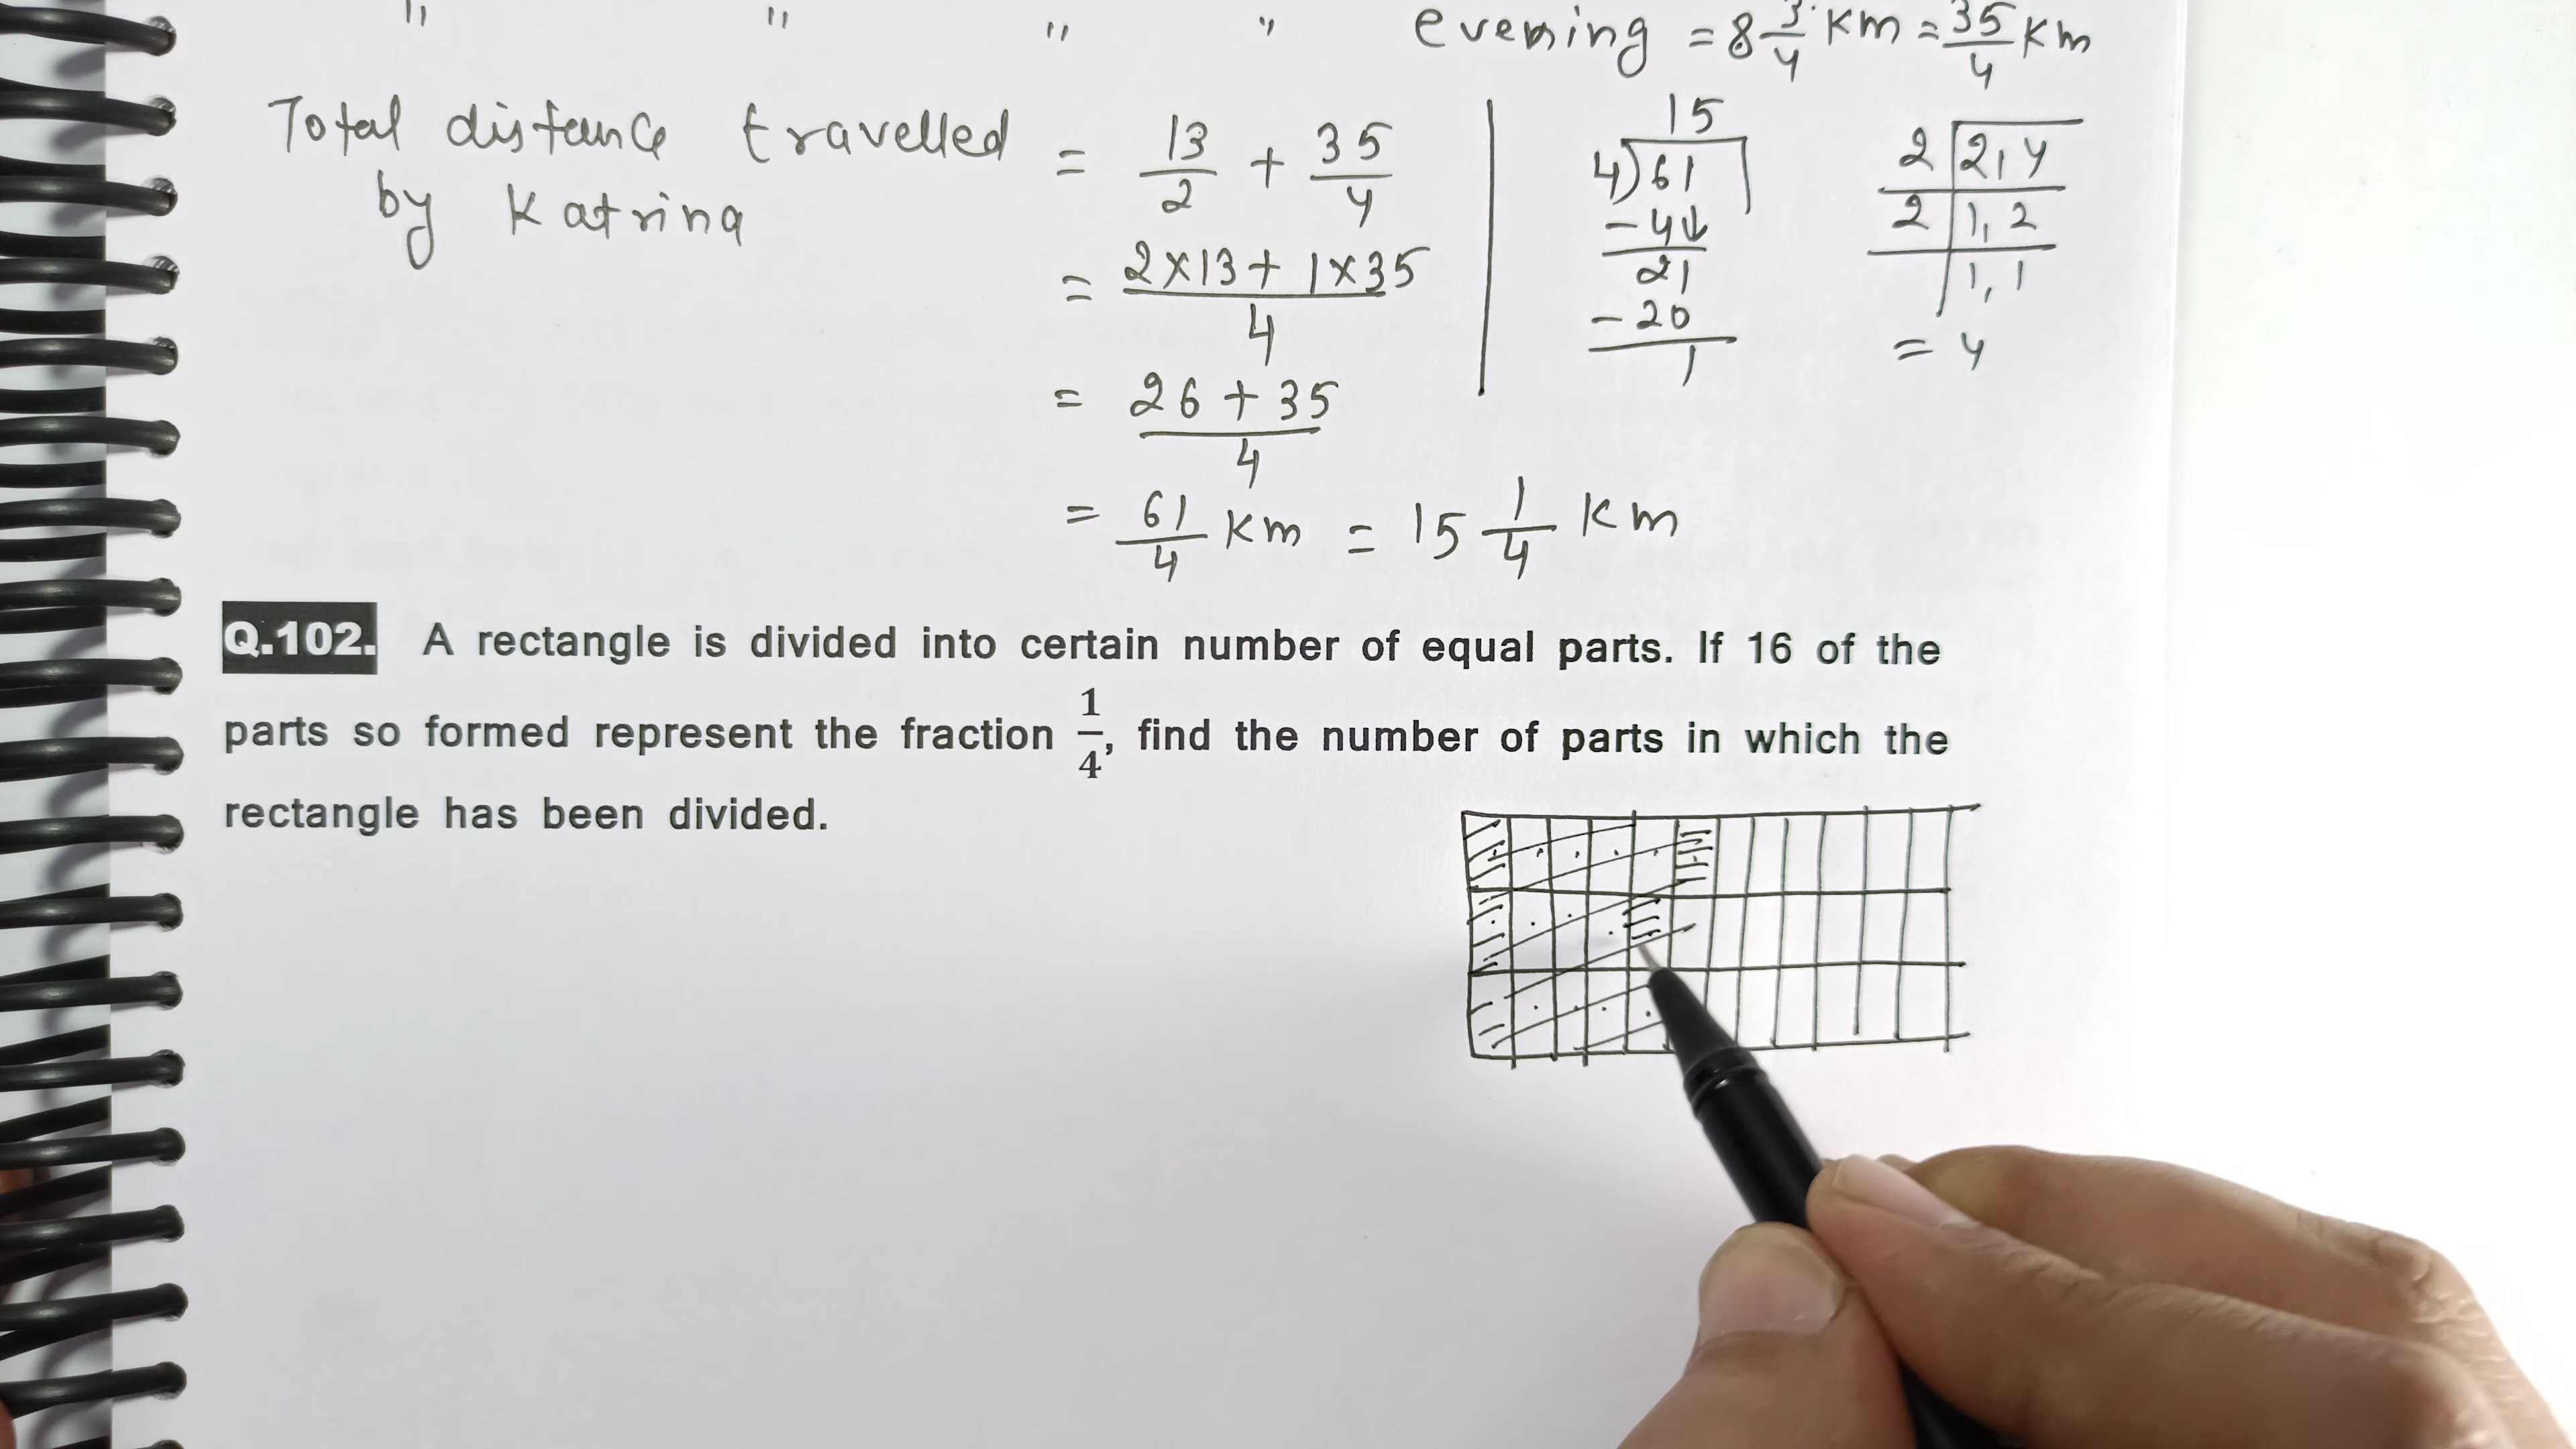 " " " " evening = 8 3/4 km = 35/4 km
Total distance travelled = 13/2 + 35/4
by Katrina
= 2×13 + 1×35 / 4
= 26 + 35 / 4
= 61/4 km = 15 1/4 km
15
4)61
-4↓
21
-20
1
2 | 2, 4
2 | 1, 2
1, 1
= 4
Q.102. A rectangle is divided into certain number of equal parts. If 16 of the
parts so formed represent the fraction 1/4, find the number of parts in which the
rectangle has been divided.